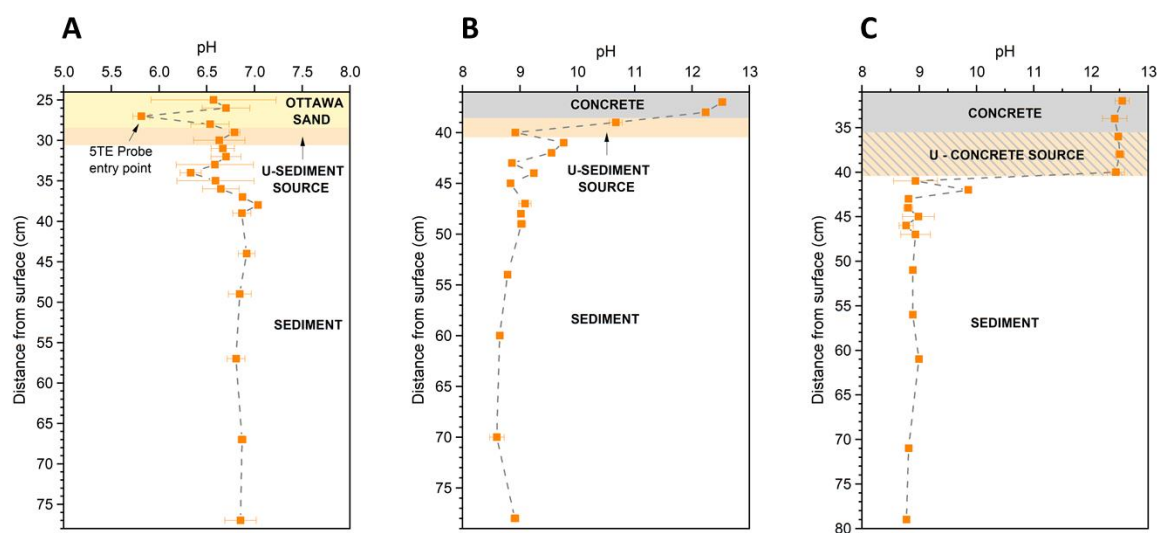 A
pH
5.0 5.5 6.0 6.5 7.0 7.5 8.0
25
30
35
40
45
50
55
60
65
70
75
Distance from surface (cm)
OTTAWA
SAND
5TE Probe
entry point
U-SEDIMENT
SOURCE
SEDIMENT
B
pH
8 9 10 11 12 13
40
45
50
55
60
65
70
75
Distance from surface (cm)
CONCRETE
U-SEDIMENT
SOURCE
SEDIMENT
C
pH
8 9 10 11 12 13
35
40
45
50
55
60
65
70
75
80
Distance from surface (cm)
CONCRETE
U - CONCRETE SOURCE
SEDIMENT